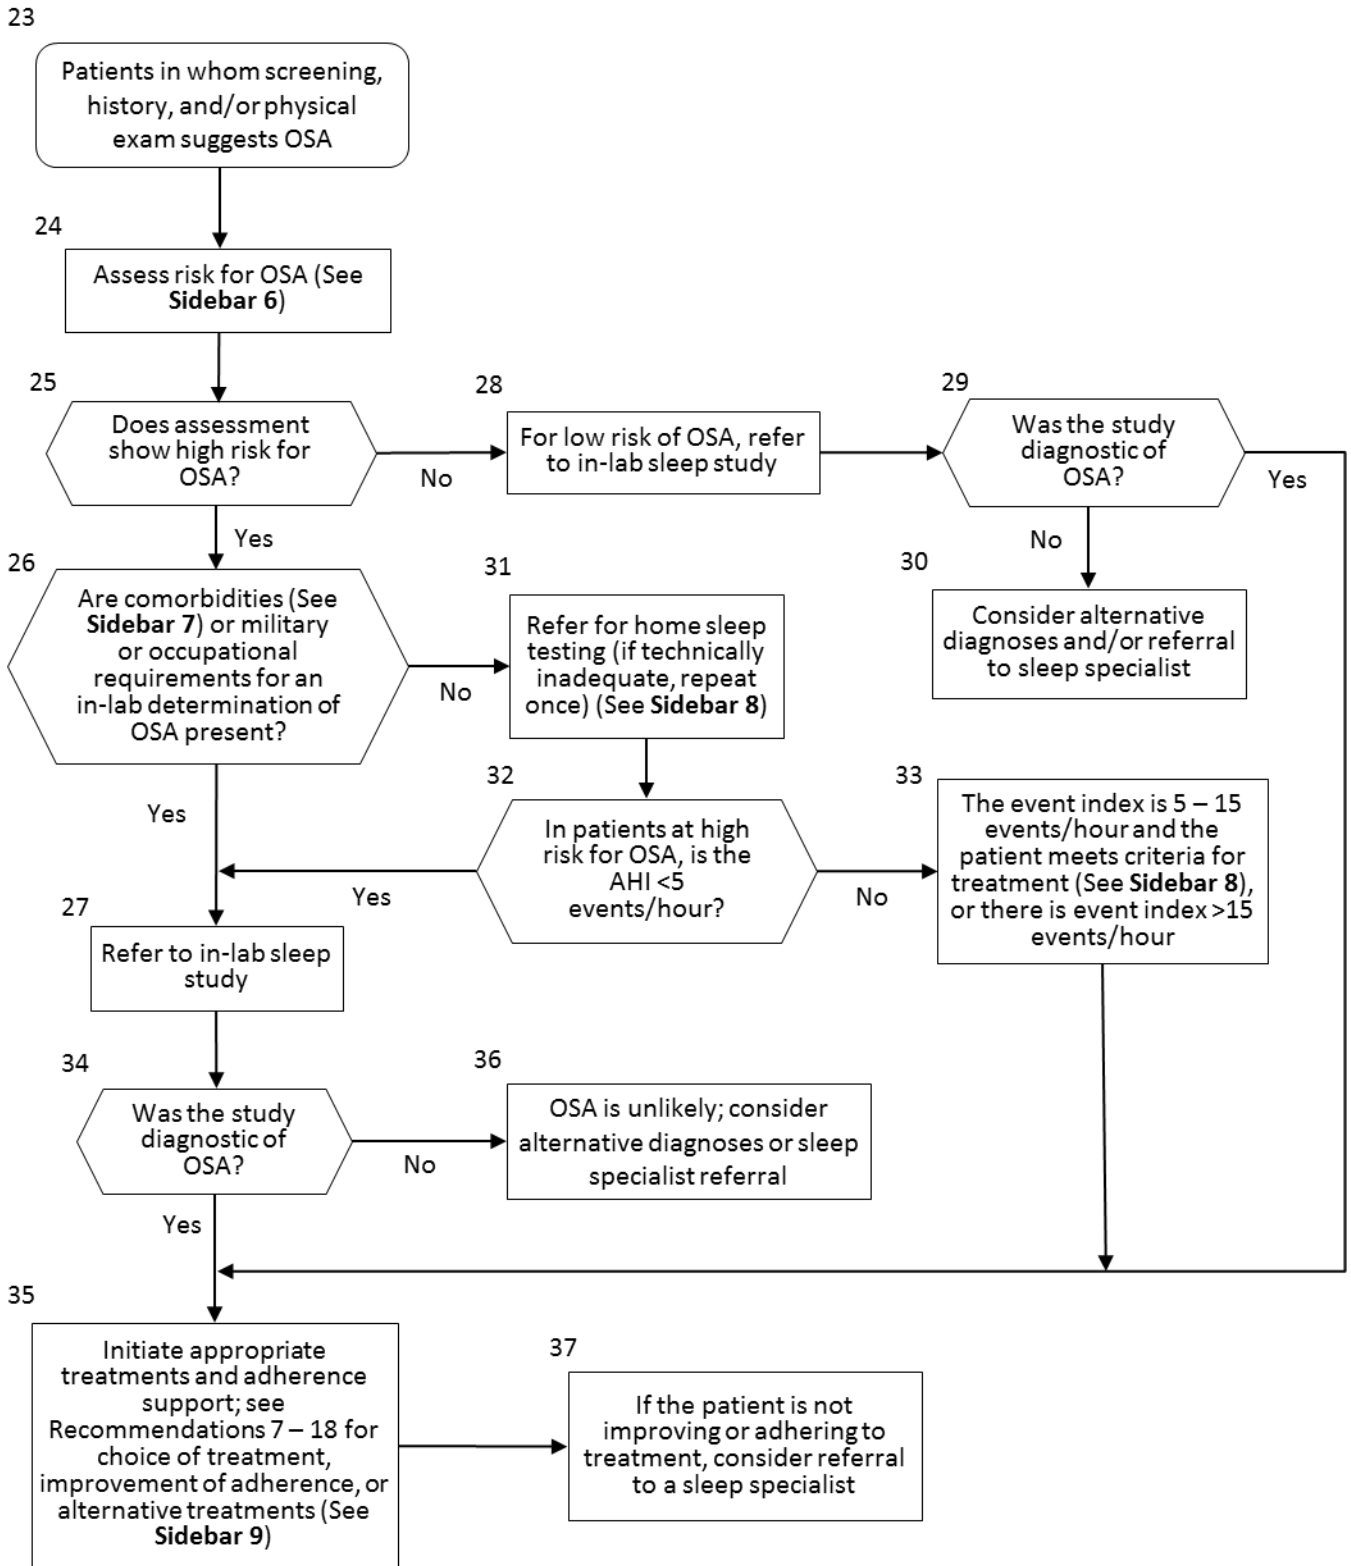 23
Patients in whom screening,
history, and/or physical
exam suggests OSA
24
Assess risk for OSA (See
Sidebar 6)
25
Does assessment
show high risk for
OSA?
No
Yes
28
For low risk of OSA, refer
to in-lab sleep study
29
Was the study
diagnostic of
OSA?
Yes
No
30
Consider alternative
diagnoses and/or referral
to sleep specialist
26
Are comorbidities (See
Sidebar 7) or military
or occupational
requirements for an
in-lab determination of
OSA present?
No
Yes
31
Refer for home sleep
testing (if technically
inadequate, repeat
once) (See Sidebar 8)
32
In patients at high
risk for OSA, is the
AHI <5
events/hour?
Yes
No
33
The event index is 5 – 15
events/hour and the
patient meets criteria for
treatment (See Sidebar 8),
or there is event index >15
events/hour
27
Refer to in-lab sleep
study
34
Was the study
diagnostic of
OSA?
No
Yes
36
OSA is unlikely; consider
alternative diagnoses or sleep
specialist referral
35
Initiate appropriate
treatments and adherence
support; see
Recommendations 7 – 18 for
choice of treatment,
improvement of adherence, or
alternative treatments (See
Sidebar 9)
37
If the patient is not
improving or adhering to
treatment, consider referral
to a sleep specialist